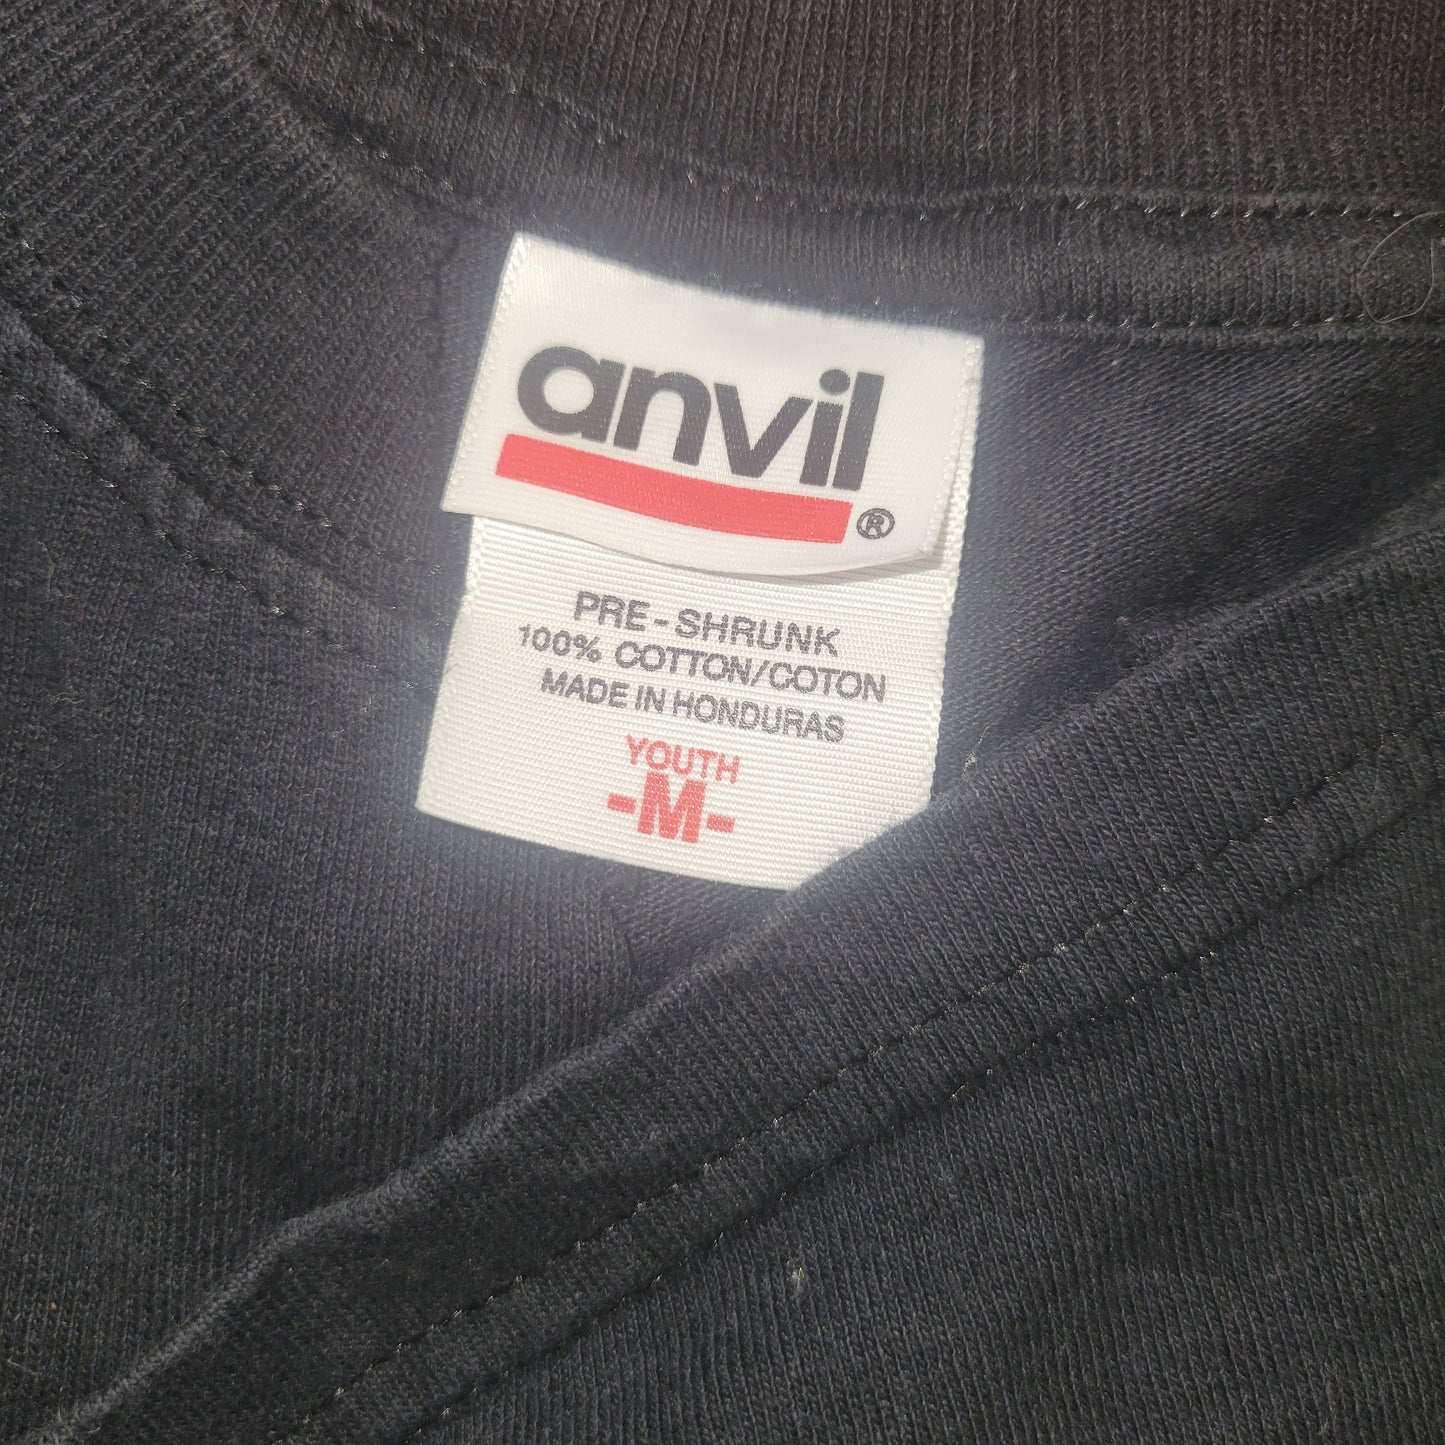 anvil
®
PRE-SHRUNK
100% COTTON/COTON
MADE IN HONDURAS
YOUTH
-M-